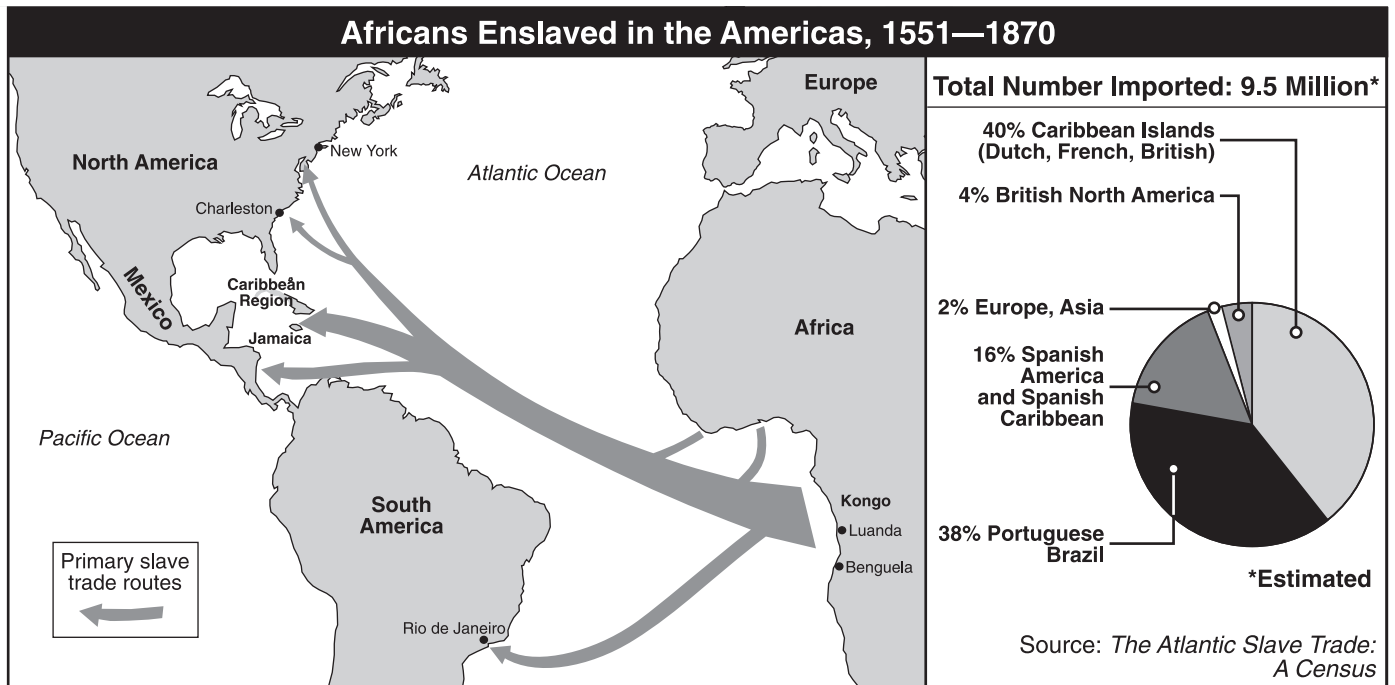 Africans Enslaved in the Americas, 1551—1870
Europe
North America
New York
Atlantic Ocean
Charleston
Mexico
Caribbean
Region
Jamaica
Africa
Pacific Ocean
South
America
Kongo
Luanda
Benguela
Rio de Janeiro
Primary slave
trade routes
Total Number Imported: 9.5 Million*
40% Caribbean Islands
(Dutch, French, British)
4% British North America
2% Europe, Asia
16% Spanish
America
and Spanish
Caribbean
38% Portuguese
Brazil
*Estimated
Source: The Atlantic Slave Trade:
A Census